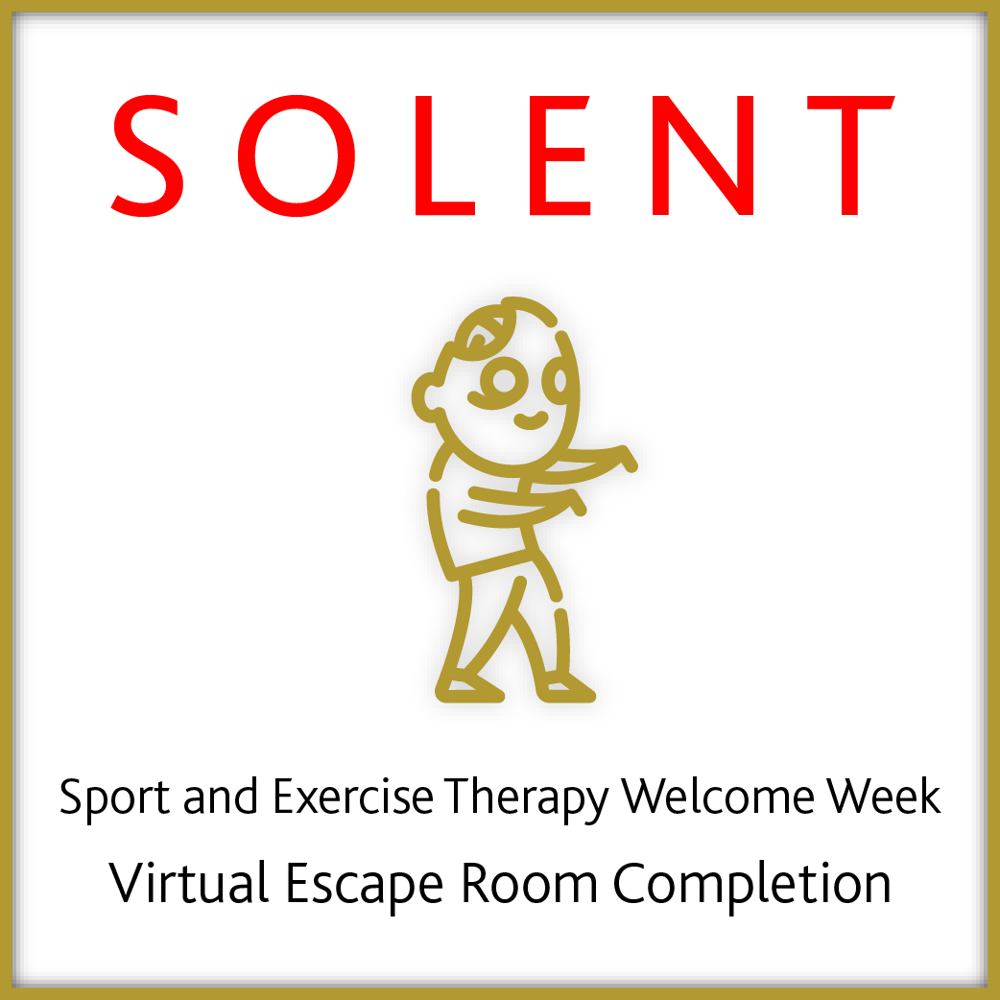 SOLENT
Sport and Exercise Therapy Welcome Week
Virtual Escape Room Completion